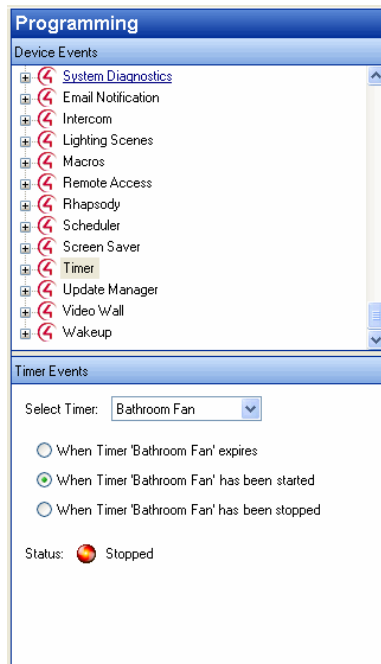 Programming
Device Events
System Diagnostics
Email Notification
Intercom
Lighting Scenes
Macros
Remote Access
Rhapsody
Scheduler
Screen Saver
Timer
Update Manager
Video Wall
Wakeup
Timer Events
Select Timer: Bathroom Fan
When Timer 'Bathroom Fan' expires
When Timer 'Bathroom Fan' has been started
When Timer 'Bathroom Fan' has been stopped
Status: Stopped